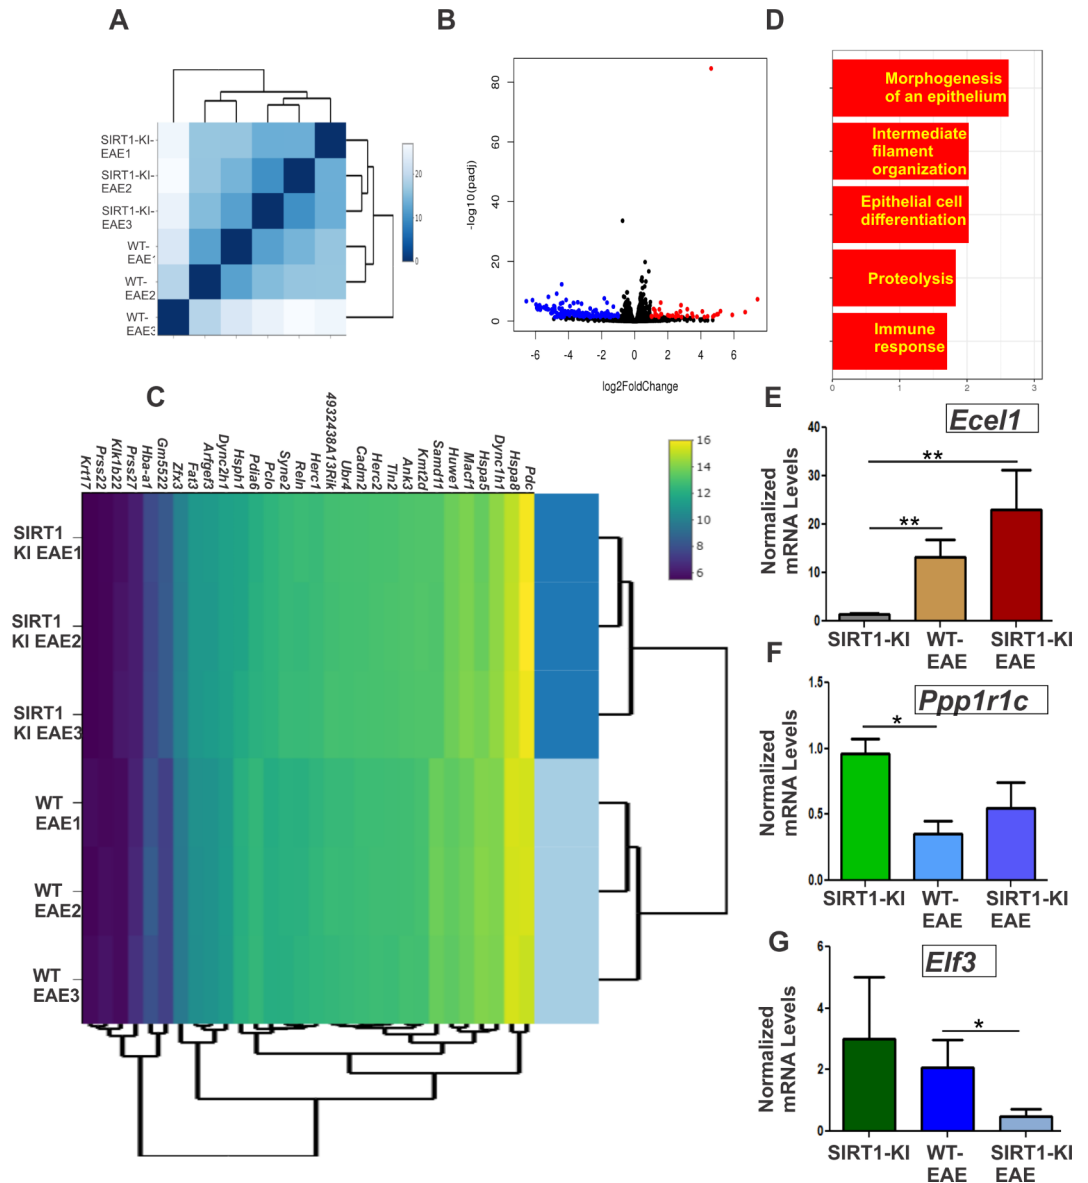 A
SIRT1-KI-
EAE1
SIRT1-KI-
EAE2
SIRT1-KI-
EAE3
WT-
EAE1
WT-
EAE2
WT-
EAE3
20
10
0
B
-log10(padj)
80
60
40
20
0
-6
-4
-2
0
2
4
6
log2FoldChange
D
Morphogenesis
of an epithelium
Intermediate
filament
organization
Epithelial cell
differentiation
Proteolysis
Immune
response
0
1
2
3
C
Krt17
Prss22
Klk1b22
Prss27
Hba-a1
Gm5522
Zfx3
Fat3
Arfgef3
Dync2h1
Hsph1
Pdia6
Pclo
Syne2
Reln
Herc1
4932438A13Rik
Ubr4
Cadm2
Herc2
Tln2
Ank3
Kmt2d
Samd11
Macf1
Huwe1
Hspa5
Dync1h1
Hspa8
Pdc
16
14
12
10
8
6
SIRT1
KI EAE1
SIRT1
KI EAE2
SIRT1
KI EAE3
WT
EAE1
WT
EAE2
WT
EAE3
E
Ecel1
Normalized
mRNA Levels
40
30
20
10
0
**
**
SIRT1-KI
WT-
EAE
SIRT1-KI
EAE
F
Ppp1r1c
Normalized
mRNA Levels
1.5
1.0
0.5
0.0
*
SIRT1-KI
WT-
EAE
SIRT1-KI
EAE
G
Elf3
Normalized
mRNA Levels
6
4
2
0
*
SIRT1-KI
WT-
EAE
SIRT1-KI
EAE